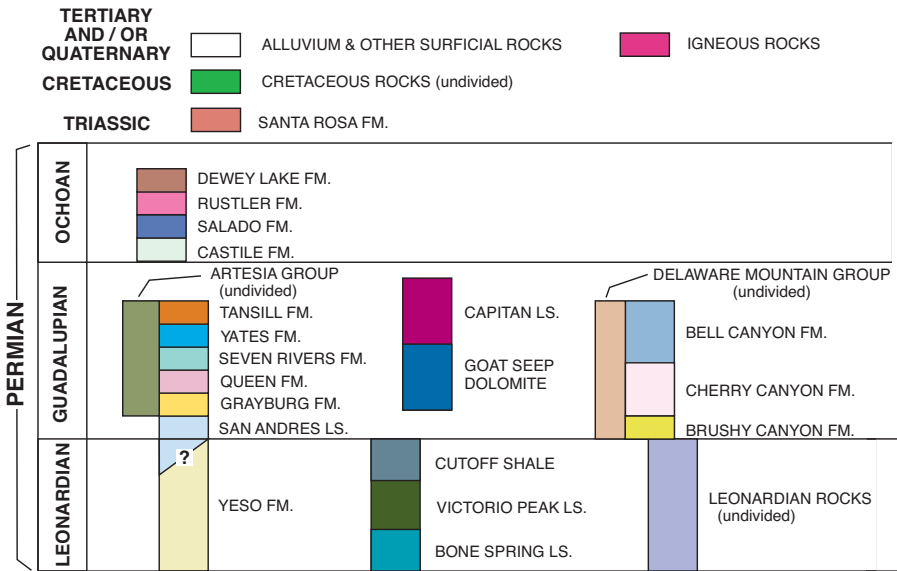 TERTIARY
AND / OR
QUATERNARY
ALLUVIUM & OTHER SURFICIAL ROCKS
IGNEOUS ROCKS
CRETACEOUS
CRETACEOUS ROCKS (undivided)
TRIASSIC
SANTA ROSA FM.
PERMIAN
OCHOAN
DEWEY LAKE FM.
RUSTLER FM.
SALADO FM.
CASTILE FM.
GUADALUPIAN
ARTESIA GROUP
(undivided)
TANSILL FM.
YATES FM.
SEVEN RIVERS FM.
QUEEN FM.
GRAYBURG FM.
SAN ANDRES LS.
CAPITAN LS.
GOAT SEEP
DOLOMITE
DELAWARE MOUNTAIN GROUP
(undivided)
BELL CANYON FM.
CHERRY CANYON FM.
BRUSHY CANYON FM.
LEONARDIAN
?
YESO FM.
CUTOFF SHALE
VICTORIO PEAK LS.
BONE SPRING LS.
LEONARDIAN ROCKS
(undivided)